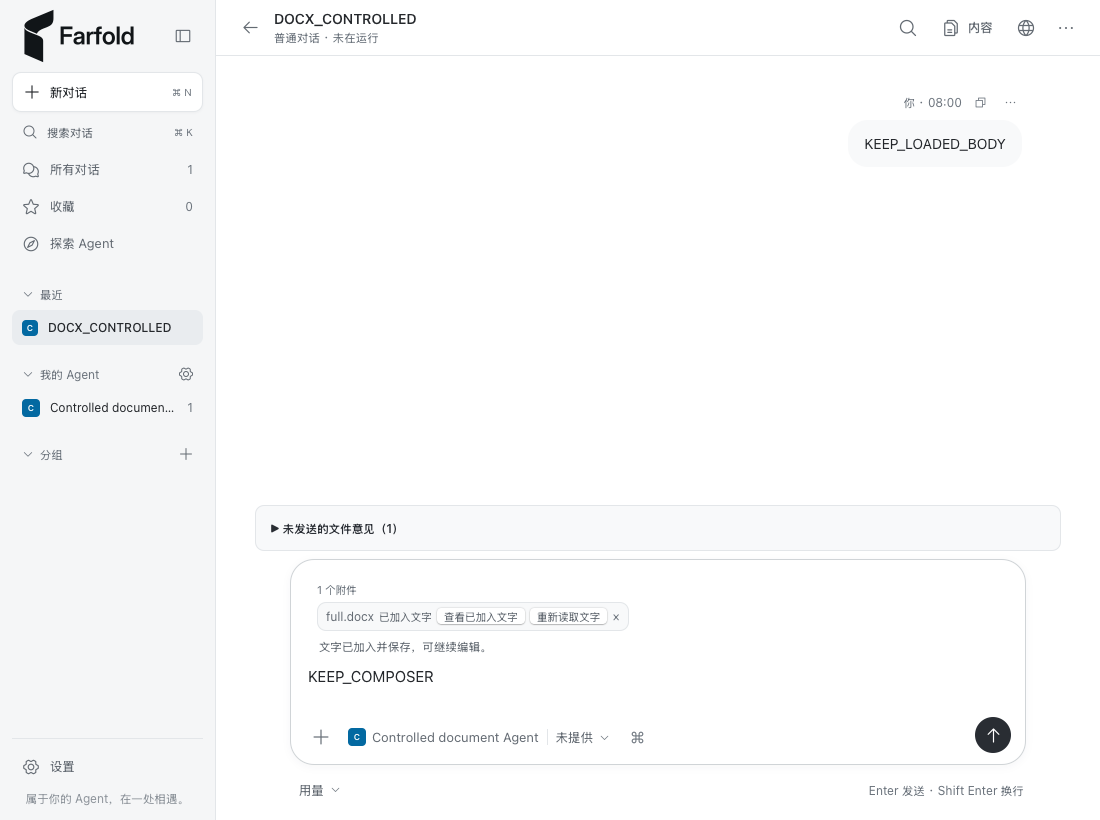 Farfold
新对话 ⌘ N
搜索对话 ⌘ K
所有对话 1
收藏 0
探索 Agent
最近
C DOCX_CONTROLLED
我的 Agent
C Controlled documen... 1
分组
设置
属于你的 Agent，在一处相遇。
DOCX_CONTROLLED
普通对话 · 未在运行
内容
你 · 08:00
KEEP_LOADED_BODY
未发送的文件意见（1）
1 个附件
full.docx 已加入文字 查看已加入文字 重新读取文字 ×
文字已加入并保存，可继续编辑。
KEEP_COMPOSER
C Controlled document Agent 未提供 ⌘
用量
Enter 发送 · Shift Enter 换行